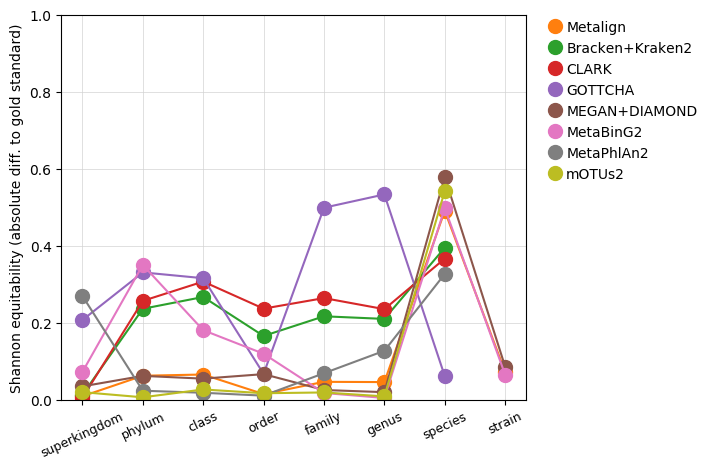 Shannon equitability (absolute diff. to gold standard)
1.0
0.8
0.6
0.4
0.2
0.0
superkingdom
phylum
class
order
family
genus
species
strain
Metalign
Bracken+Kraken2
CLARK
GOTTCHA
MEGAN+DIAMOND
MetaBinG2
MetaPhlAn2
mOTUs2